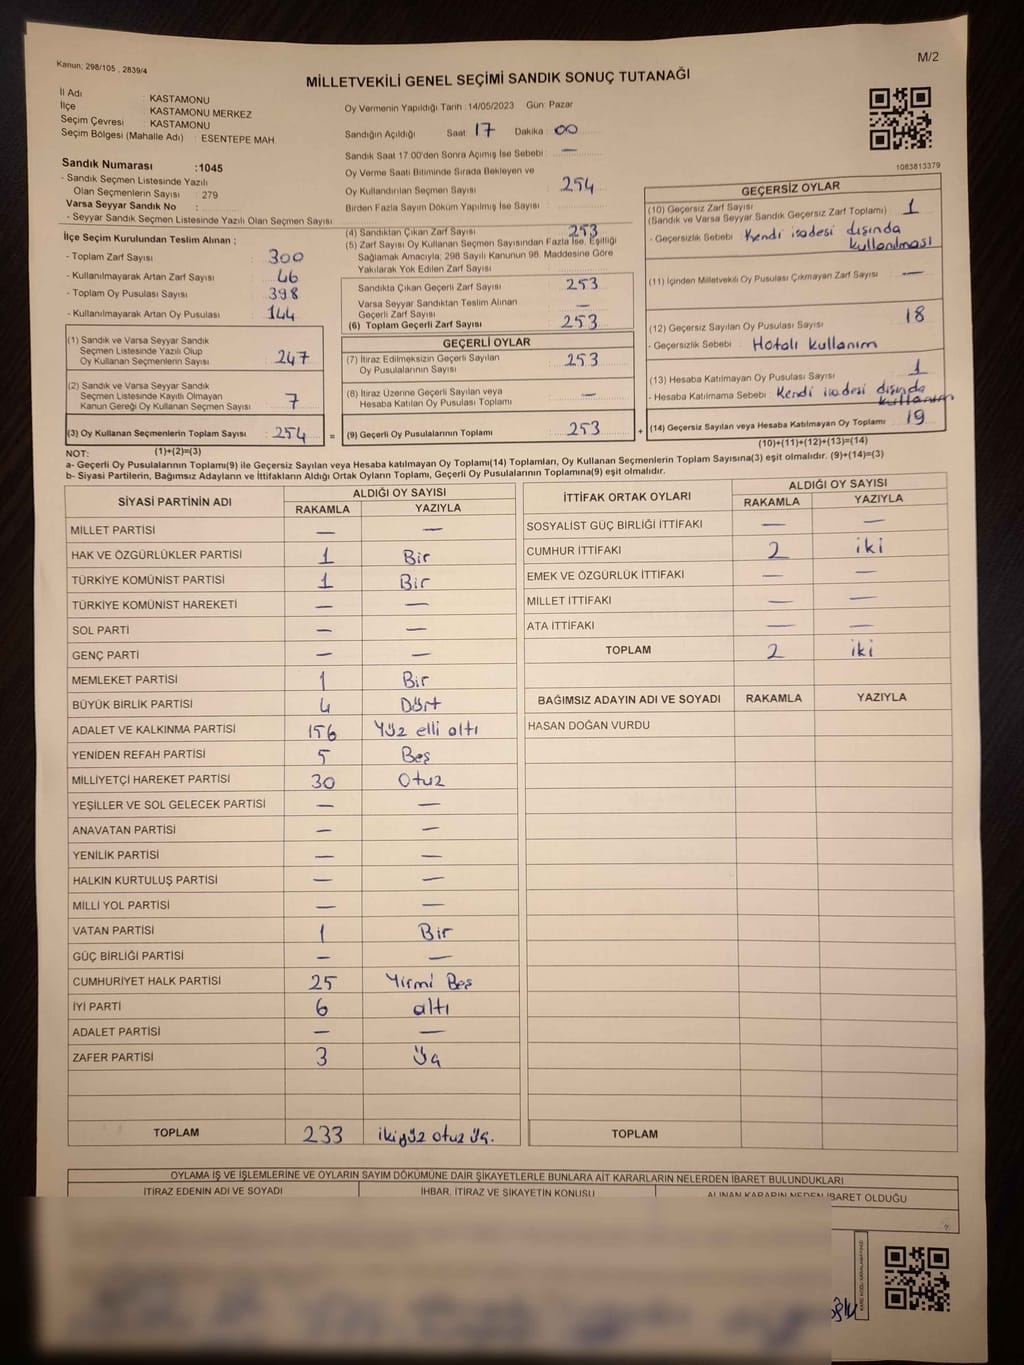 Kanun: 298/105 , 2839/4
M/2
MİLLETVEKİLİ GENEL SEÇİMİ SANDIK SONUÇ TUTANAĞI
İl Adı : KASTAMONU
İlçe : KASTAMONU MERKEZ
Seçim Çevresi : KASTAMONU
Seçim Bölgesi (Mahalle Adı) : ESENTEPE MAH
Sandık Numarası :1045
- Sandık Seçmen Listesinde Yazılı
Olan Seçmenlerin Sayısı : 279
Varsa Seyyar Sandık No :
- Seyyar Sandık Seçmen Listesinde Yazılı Olan Seçmen Sayısı
İlçe Seçim Kurulundan Teslim Alınan ;
- Toplam Zarf Sayısı : 300
- Kullanılmayarak Artan Zarf Sayısı : 46
- Toplam Oy Pusulası Sayısı : 398
- Kullanılmayarak Artan Oy Pusulası : 144
(1) Sandık ve Varsa Seyyar Sandık
Seçmen Listesinde Yazılı Olup
Oy Kullanan Seçmenlerin Sayısı : 247
(2) Sandık ve Varsa Seyyar Sandık
Seçmen Listesinde Kayıtlı Olmayan
Kanun Gereği Oy Kullanan Seçmen Sayısı : 7
(3) Oy Kullanan Seçmenlerin Toplam Sayısı : 254
(1)+(2)=(3)
Oy Vermenin Yapıldığı Tarih :14/05/2023 Gün: Pazar
Sandığın Açıldığı Saat 17 Dakika : 00
Sandık Saat 17:00'den Sonra Açılmış İse Sebebi : —
Oy Verme Saati Bitiminde Sırada Bekleyen ve
Oy Kullandırılan Seçmen Sayısı : 254
Birden Fazla Sayım Döküm Yapılmış İse Sayısı :
(4) Sandıktan Çıkan Zarf Sayısı : 253
(5) Zarf Sayısı Oy Kullanan Seçmen Sayısından Fazla İse, Eşitliği
Sağlamak Amacıyla; 298 Sayılı Kanunun 98. Maddesine Göre
Yakılarak Yok Edilen Zarf Sayısı
Sandıkta Çıkan Geçerli Zarf Sayısı : 253
Varsa Seyyar Sandıktan Teslim Alınan
Geçerli Zarf Sayısı : —
(6) Toplam Geçerli Zarf Sayısı : 253
GEÇERLİ OYLAR
(7) İtiraz Edilmeksizin Geçerli Sayılan
Oy Pusulalarının Sayısı : 253
(8) İtiraz Üzerine Geçerli Sayılan veya
Hesaba Katılan Oy Pusulası Toplamı : —
= (9) Geçerli Oy Pusulalarının Toplamı : 253 +
1063813379
GEÇERSİZ OYLAR
(10) Geçersiz Zarf Sayısı
(Sandık ve Varsa Seyyar Sandık Geçersiz Zarf Toplamı) : 1
- Geçersizlik Sebebi : Kendi iradesi dışında
kullanılması
(11) İçinden Milletvekili Oy Pusulası Çıkmayan Zarf Sayısı : —
(12) Geçersiz Sayılan Oy Pusulası Sayısı : 18
- Geçersizlik Sebebi : Hatalı kullanım
(13) Hesaba Katılmayan Oy Pusulası Sayısı : 1
- Hesaba Katılmama Sebebi : Kendi iradesi dışında
kullanım
(14) Geçersiz Sayılan veya Hesaba Katılmayan Oy Toplamı : 19
(10)+(11)+(12)+(13)=(14)
NOT:
a- Geçerli Oy Pusulalarının Toplamı(9) ile Geçersiz Sayılan veya Hesaba katılmayan Oy Toplamı(14) Toplamları, Oy Kullanan Seçmenlerin Toplam Sayısına(3) eşit olmalıdır. (9)+(14)=(3)
b- Siyasi Partilerin, Bağımsız Adayların ve İttifakların Aldığı Ortak Oyların Toplamı, Geçerli Oy Pusulalarının Toplamına(9) eşit olmalıdır.
SİYASİ PARTİNİN ADI ALDIĞI OY SAYISI
RAKAMLA YAZIYLA
MİLLET PARTİSİ — —
HAK VE ÖZGÜRLÜKLER PARTİSİ 1 Bir
TÜRKİYE KOMÜNİST PARTİSİ 1 Bir
TÜRKİYE KOMÜNİST HAREKETİ — —
SOL PARTİ — —
GENÇ PARTİ — —
MEMLEKET PARTİSİ 1 Bir
BÜYÜK BİRLİK PARTİSİ 4 Dört
ADALET VE KALKINMA PARTİSİ 156 Yüz elli altı
YENİDEN REFAH PARTİSİ 5 Beş
MİLLİYETÇİ HAREKET PARTİSİ 30 Otuz
YEŞİLLER VE SOL GELECEK PARTİSİ — —
ANAVATAN PARTİSİ — —
YENİLİK PARTİSİ — —
HALKIN KURTULUŞ PARTİSİ — —
MİLLİ YOL PARTİSİ — —
VATAN PARTİSİ 1 Bir
GÜÇ BİRLİĞİ PARTİSİ — —
CUMHURİYET HALK PARTİSİ 25 Yirmi Beş
İYİ PARTİ 6 altı
ADALET PARTİSİ — —
ZAFER PARTİSİ 3 Üç
TOPLAM 233 ikiyüz otuz üç.
İTTİFAK ORTAK OYLARI ALDIĞI OY SAYISI
RAKAMLA YAZIYLA
SOSYALİST GÜÇ BİRLİĞİ İTTİFAKI — —
CUMHUR İTTİFAKI 2 iki
EMEK VE ÖZGÜRLÜK İTTİFAKI — —
MİLLET İTTİFAKI — —
ATA İTTİFAKI — —
TOPLAM 2 iki
BAĞIMSIZ ADAYIN ADI VE SOYADI RAKAMLA YAZIYLA
HASAN DOĞAN VURDU
TOPLAM
OYLAMA İŞ VE İŞLEMLERİNE VE OYLARIN SAYIM DÖKÜMÜNE DAİR ŞİKAYETLERLE BUNLARA AİT KARARLARIN NELERDEN İBARET BULUNDUKLARI
İTİRAZ EDENİN ADI VE SOYADI İHBAR, İTİRAZ VE ŞİKAYETİN KONUSU ALINAN KARARIN NEDEN İBARET OLDUĞU